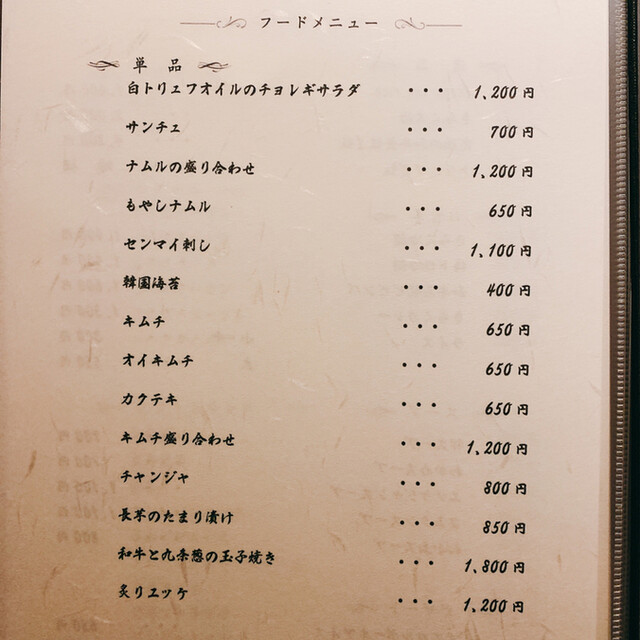 フードメニュー
単品
白トリュフオイルのチョレギサラダ ・・・ 1,200円
サンチュ ・・・ 700円
ナムルの盛り合わせ ・・・ 1,200円
もやしナムル ・・・ 650円
センマイ刺し ・・・ 1,100円
韓国海苔 ・・・ 400円
キムチ ・・・ 650円
オイキムチ ・・・ 650円
カクテキ ・・・ 650円
キムチ盛り合わせ ・・・ 1,200円
チャンジャ ・・・ 800円
長芋のたまり漬け ・・・ 850円
和牛と九条葱の玉子焼き ・・・ 1,800円
炙りユッケ ・・・ 1,200円